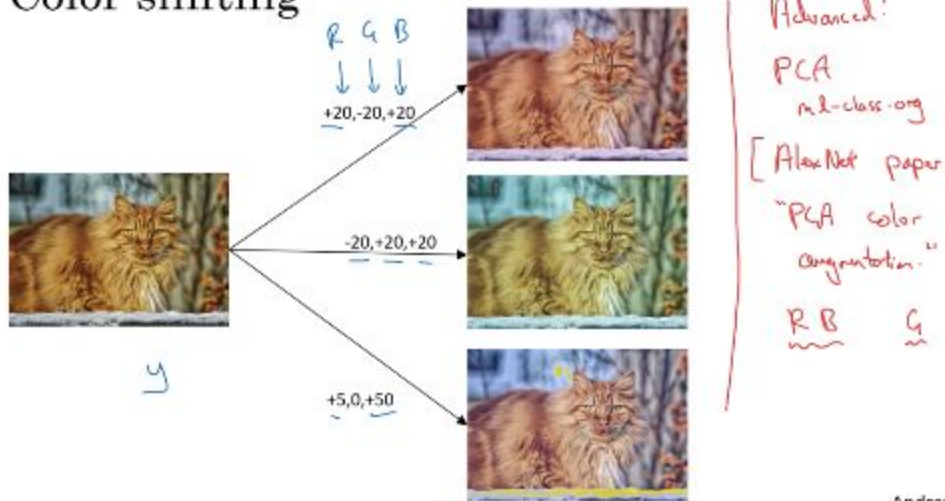 Color shifting
R G B
+20,-20,+20
-20,+20,+20
+5,0,+50
y
Advanced:
PCA
ml-class.org
[AlexNet paper
"PCA color
augmentation."
R B G